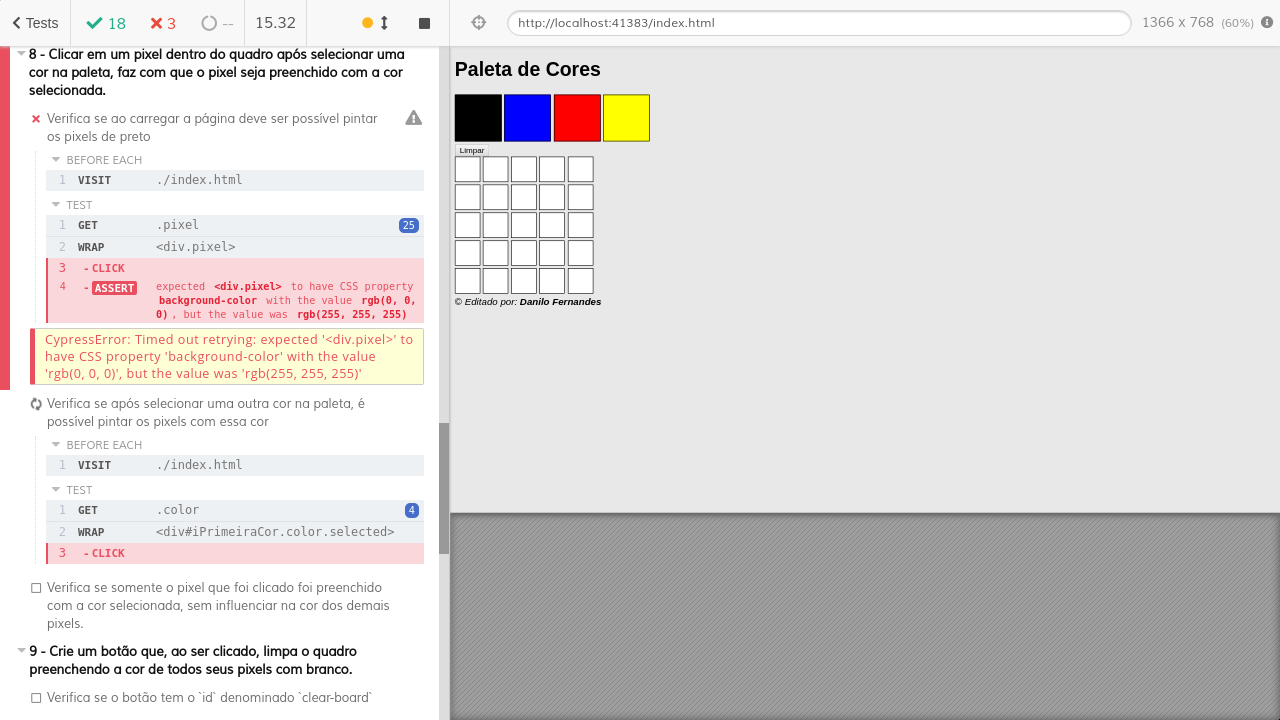 Tests
18
3
--
15.32
http://localhost:41383/index.html
1366 x 768 (60%)
8 - Clicar em um pixel dentro do quadro após selecionar uma
cor na paleta, faz com que o pixel seja preenchido com a cor
selecionada.
Verifica se ao carregar a página deve ser possível pintar
os pixels de preto
BEFORE EACH
1 VISIT ./index.html
TEST
1 GET .pixel 25
2 WRAP <div.pixel>
3 - CLICK
4 - ASSERT expected <div.pixel> to have CSS property
background-color with the value rgb(0, 0,
0) , but the value was rgb(255, 255, 255)
CypressError: Timed out retrying: expected '<div.pixel>' to
have CSS property 'background-color' with the value
'rgb(0, 0, 0)', but the value was 'rgb(255, 255, 255)'
Verifica se após selecionar uma outra cor na paleta, é
possível pintar os pixels com essa cor
BEFORE EACH
1 VISIT ./index.html
TEST
1 GET .color 4
2 WRAP <div#iPrimeiraCor.color.selected>
3 - CLICK
Verifica se somente o pixel que foi clicado foi preenchido
com a cor selecionada, sem influenciar na cor dos demais
pixels.
9 - Crie um botão que, ao ser clicado, limpa o quadro
preenchendo a cor de todos seus pixels com branco.
Verifica se o botão tem o `id` denominado `clear-board`
Paleta de Cores
Limpar
© Editado por: Danilo Fernandes